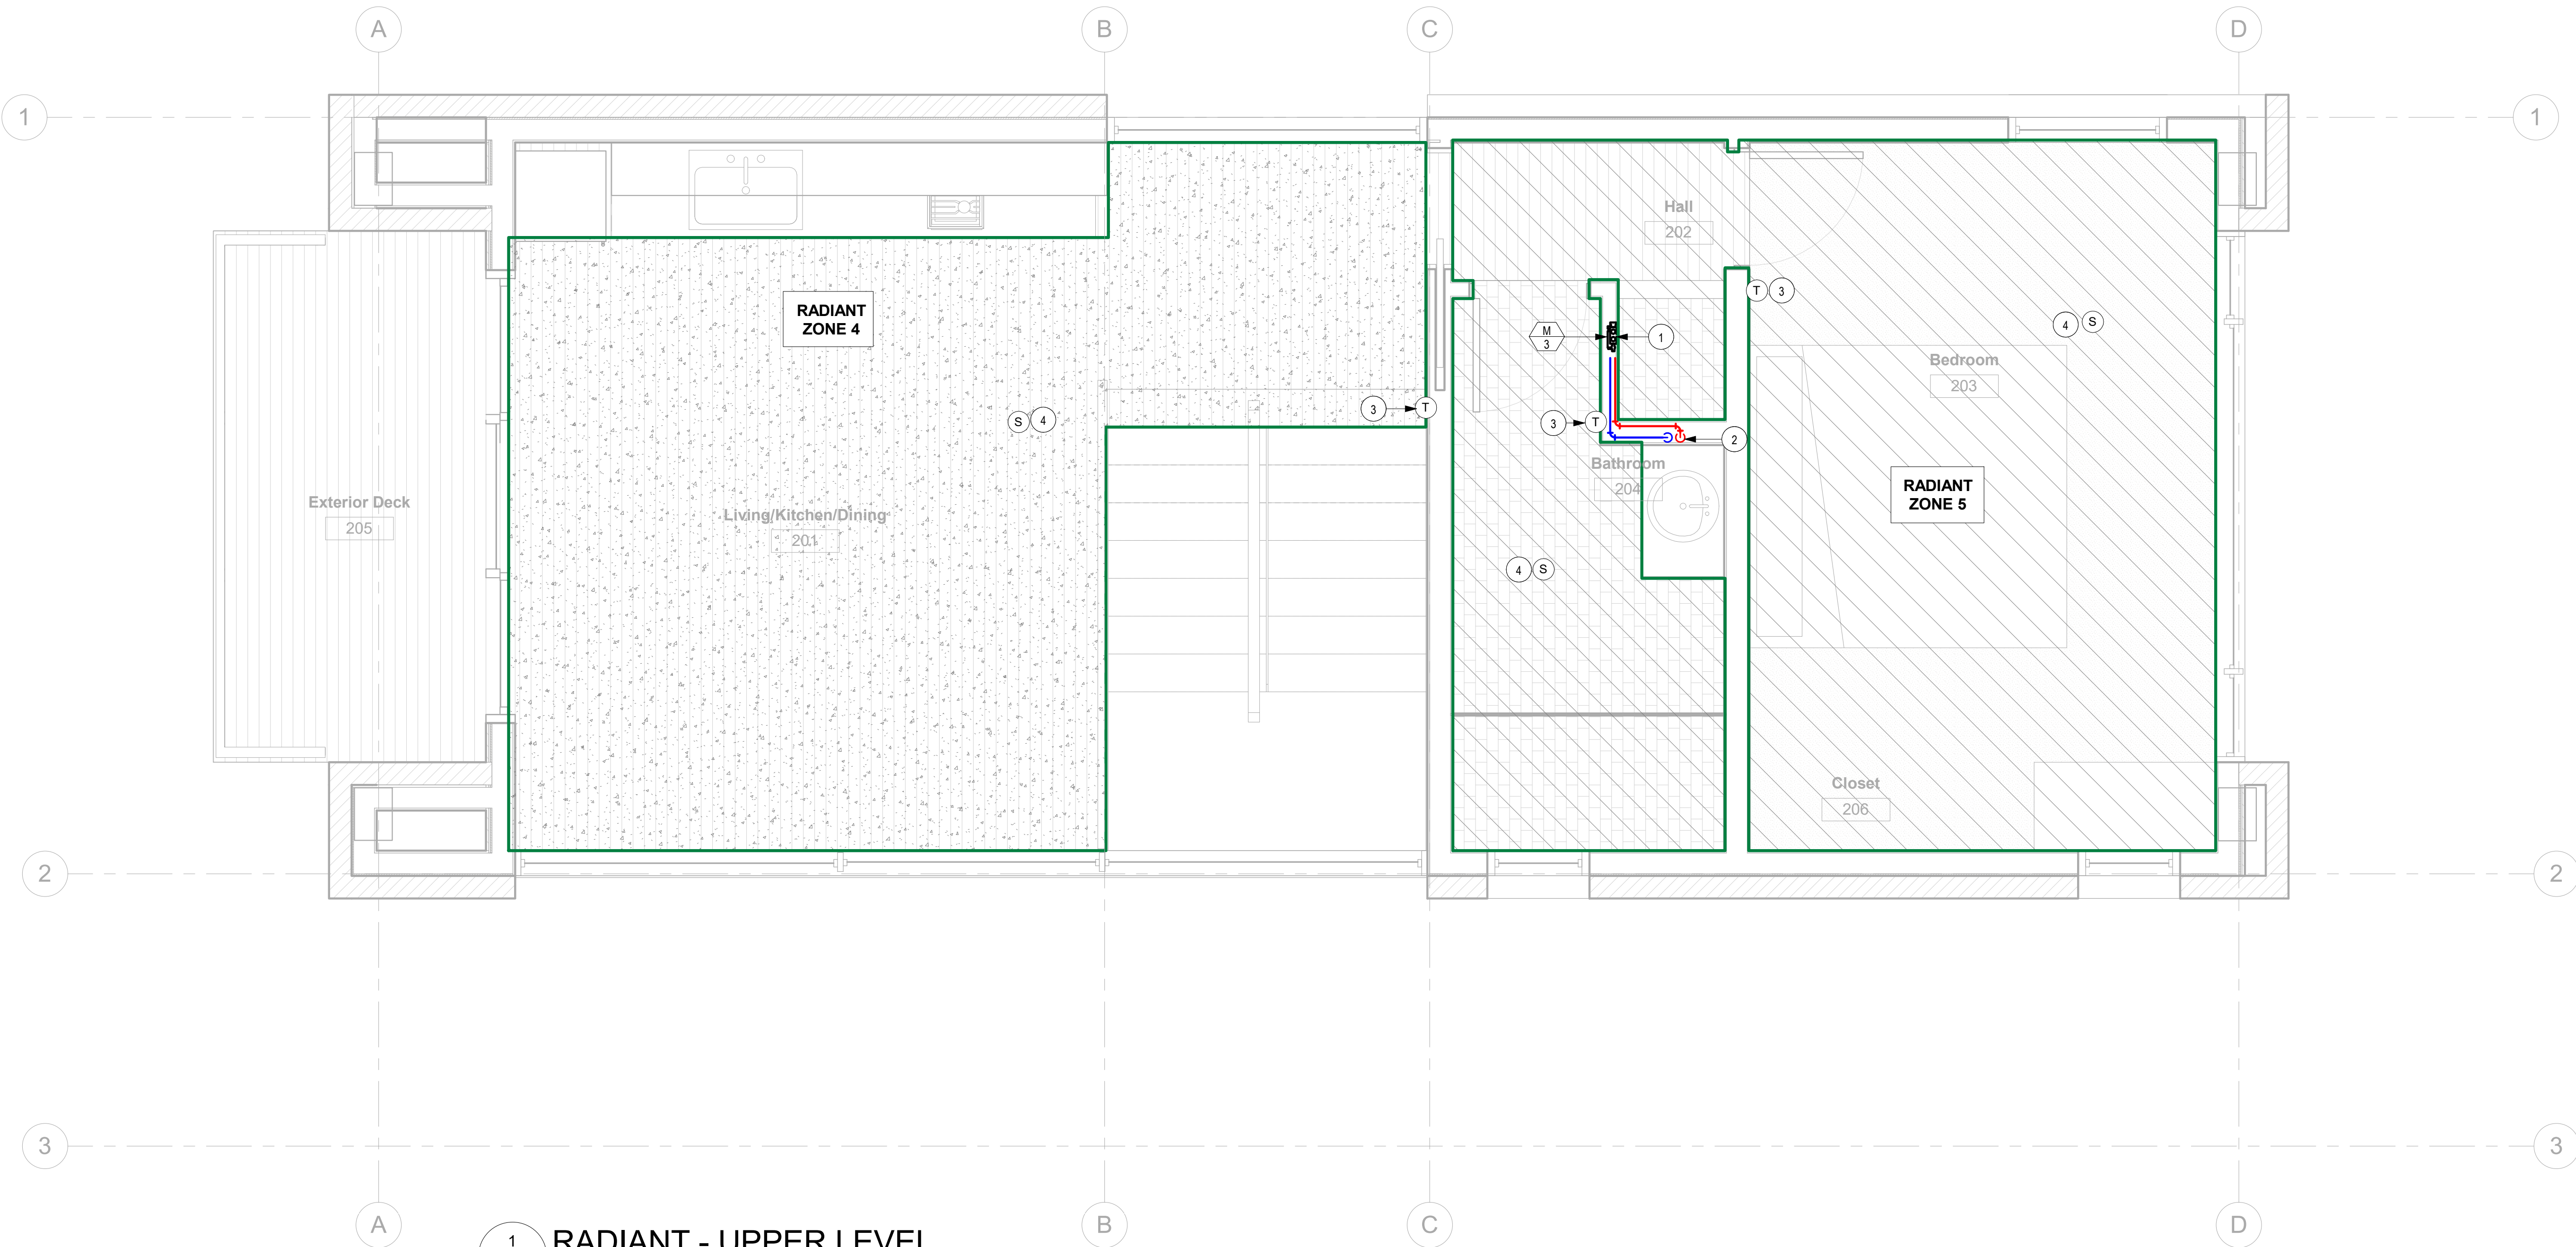 A B C D
1 1
Hall
202
T 3
RADIANT
ZONE 4
4 S
M
3
1
Bedroom
203
3 T
S 4
3 T
2
Bathroom
204
RADIANT
ZONE 5
Exterior Deck
205
Living/Kitchen/Dining
201
4 S
Closet
206
2 2
3 3
A B C D
1
RADIANT - UPPER LEVEL